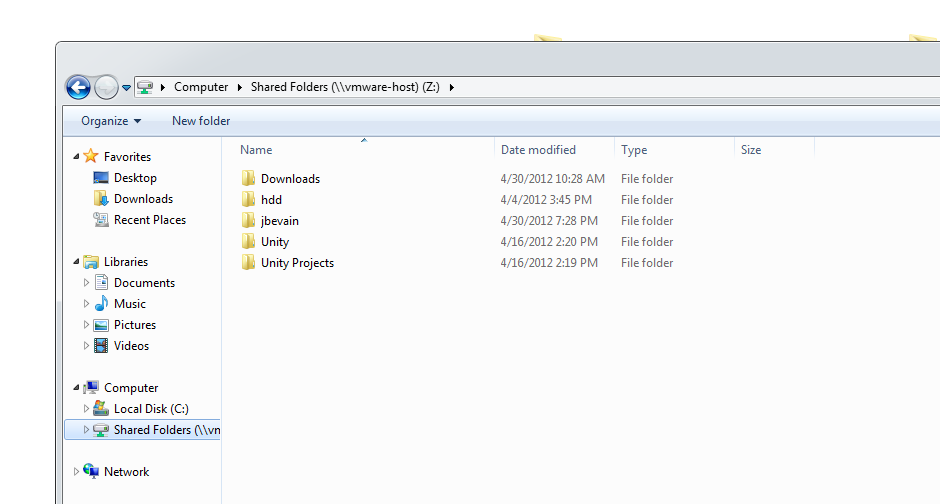 Computer Shared Folders (\\vmware-host) (Z:)
Organize New folder
Favorites
Desktop
Downloads
Recent Places
Libraries
Documents
Music
Pictures
Videos
Computer
Local Disk (C:)
Shared Folders (\\vn
Network
Name Date modified Type Size
Downloads 4/30/2012 10:28 AM File folder
hdd 4/4/2012 3:45 PM File folder
jbevain 4/30/2012 7:28 PM File folder
Unity 4/16/2012 2:20 PM File folder
Unity Projects 4/16/2012 2:19 PM File folder